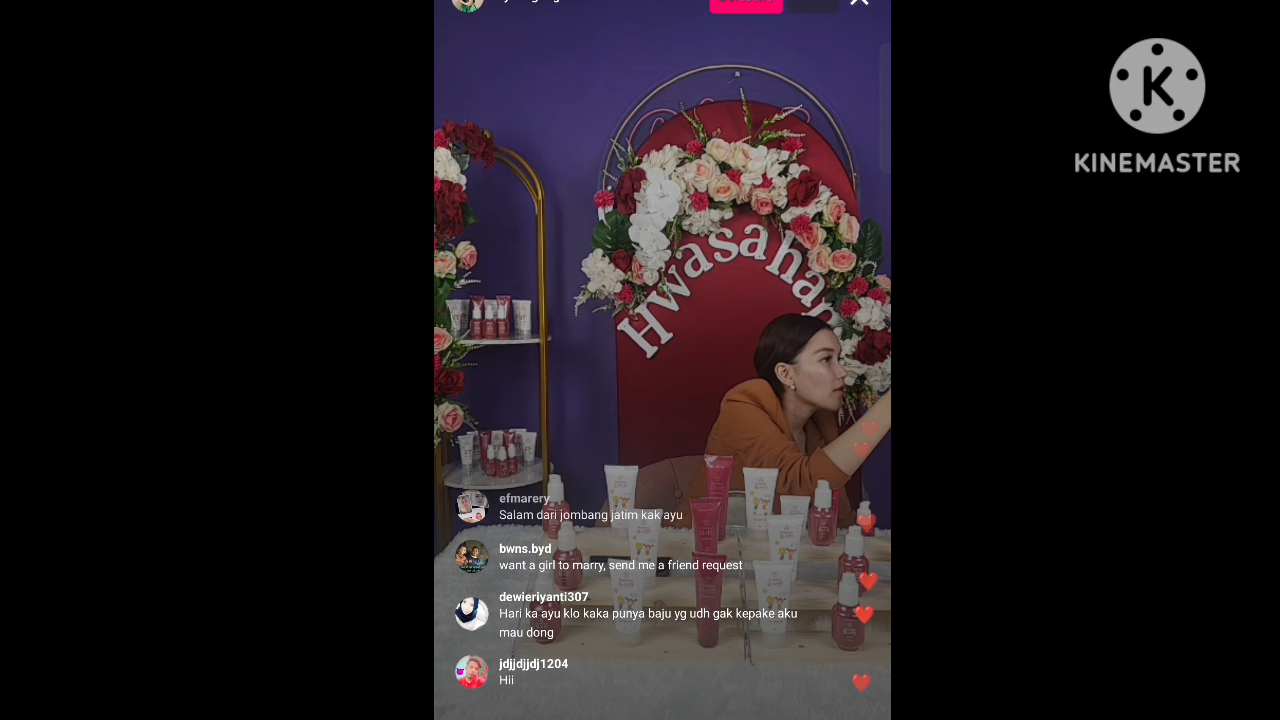 KINEMASTER
Hwasaha
efmarery
Salam dari jombang jatim kak ayu
bwns.byd
want a girl to marry, send me a friend request
dewieriyanti307
Hari ka ayu klo kaka punya baju yg udh gak kepake aku
mau dong
jdjjdjjdj1204
Hii